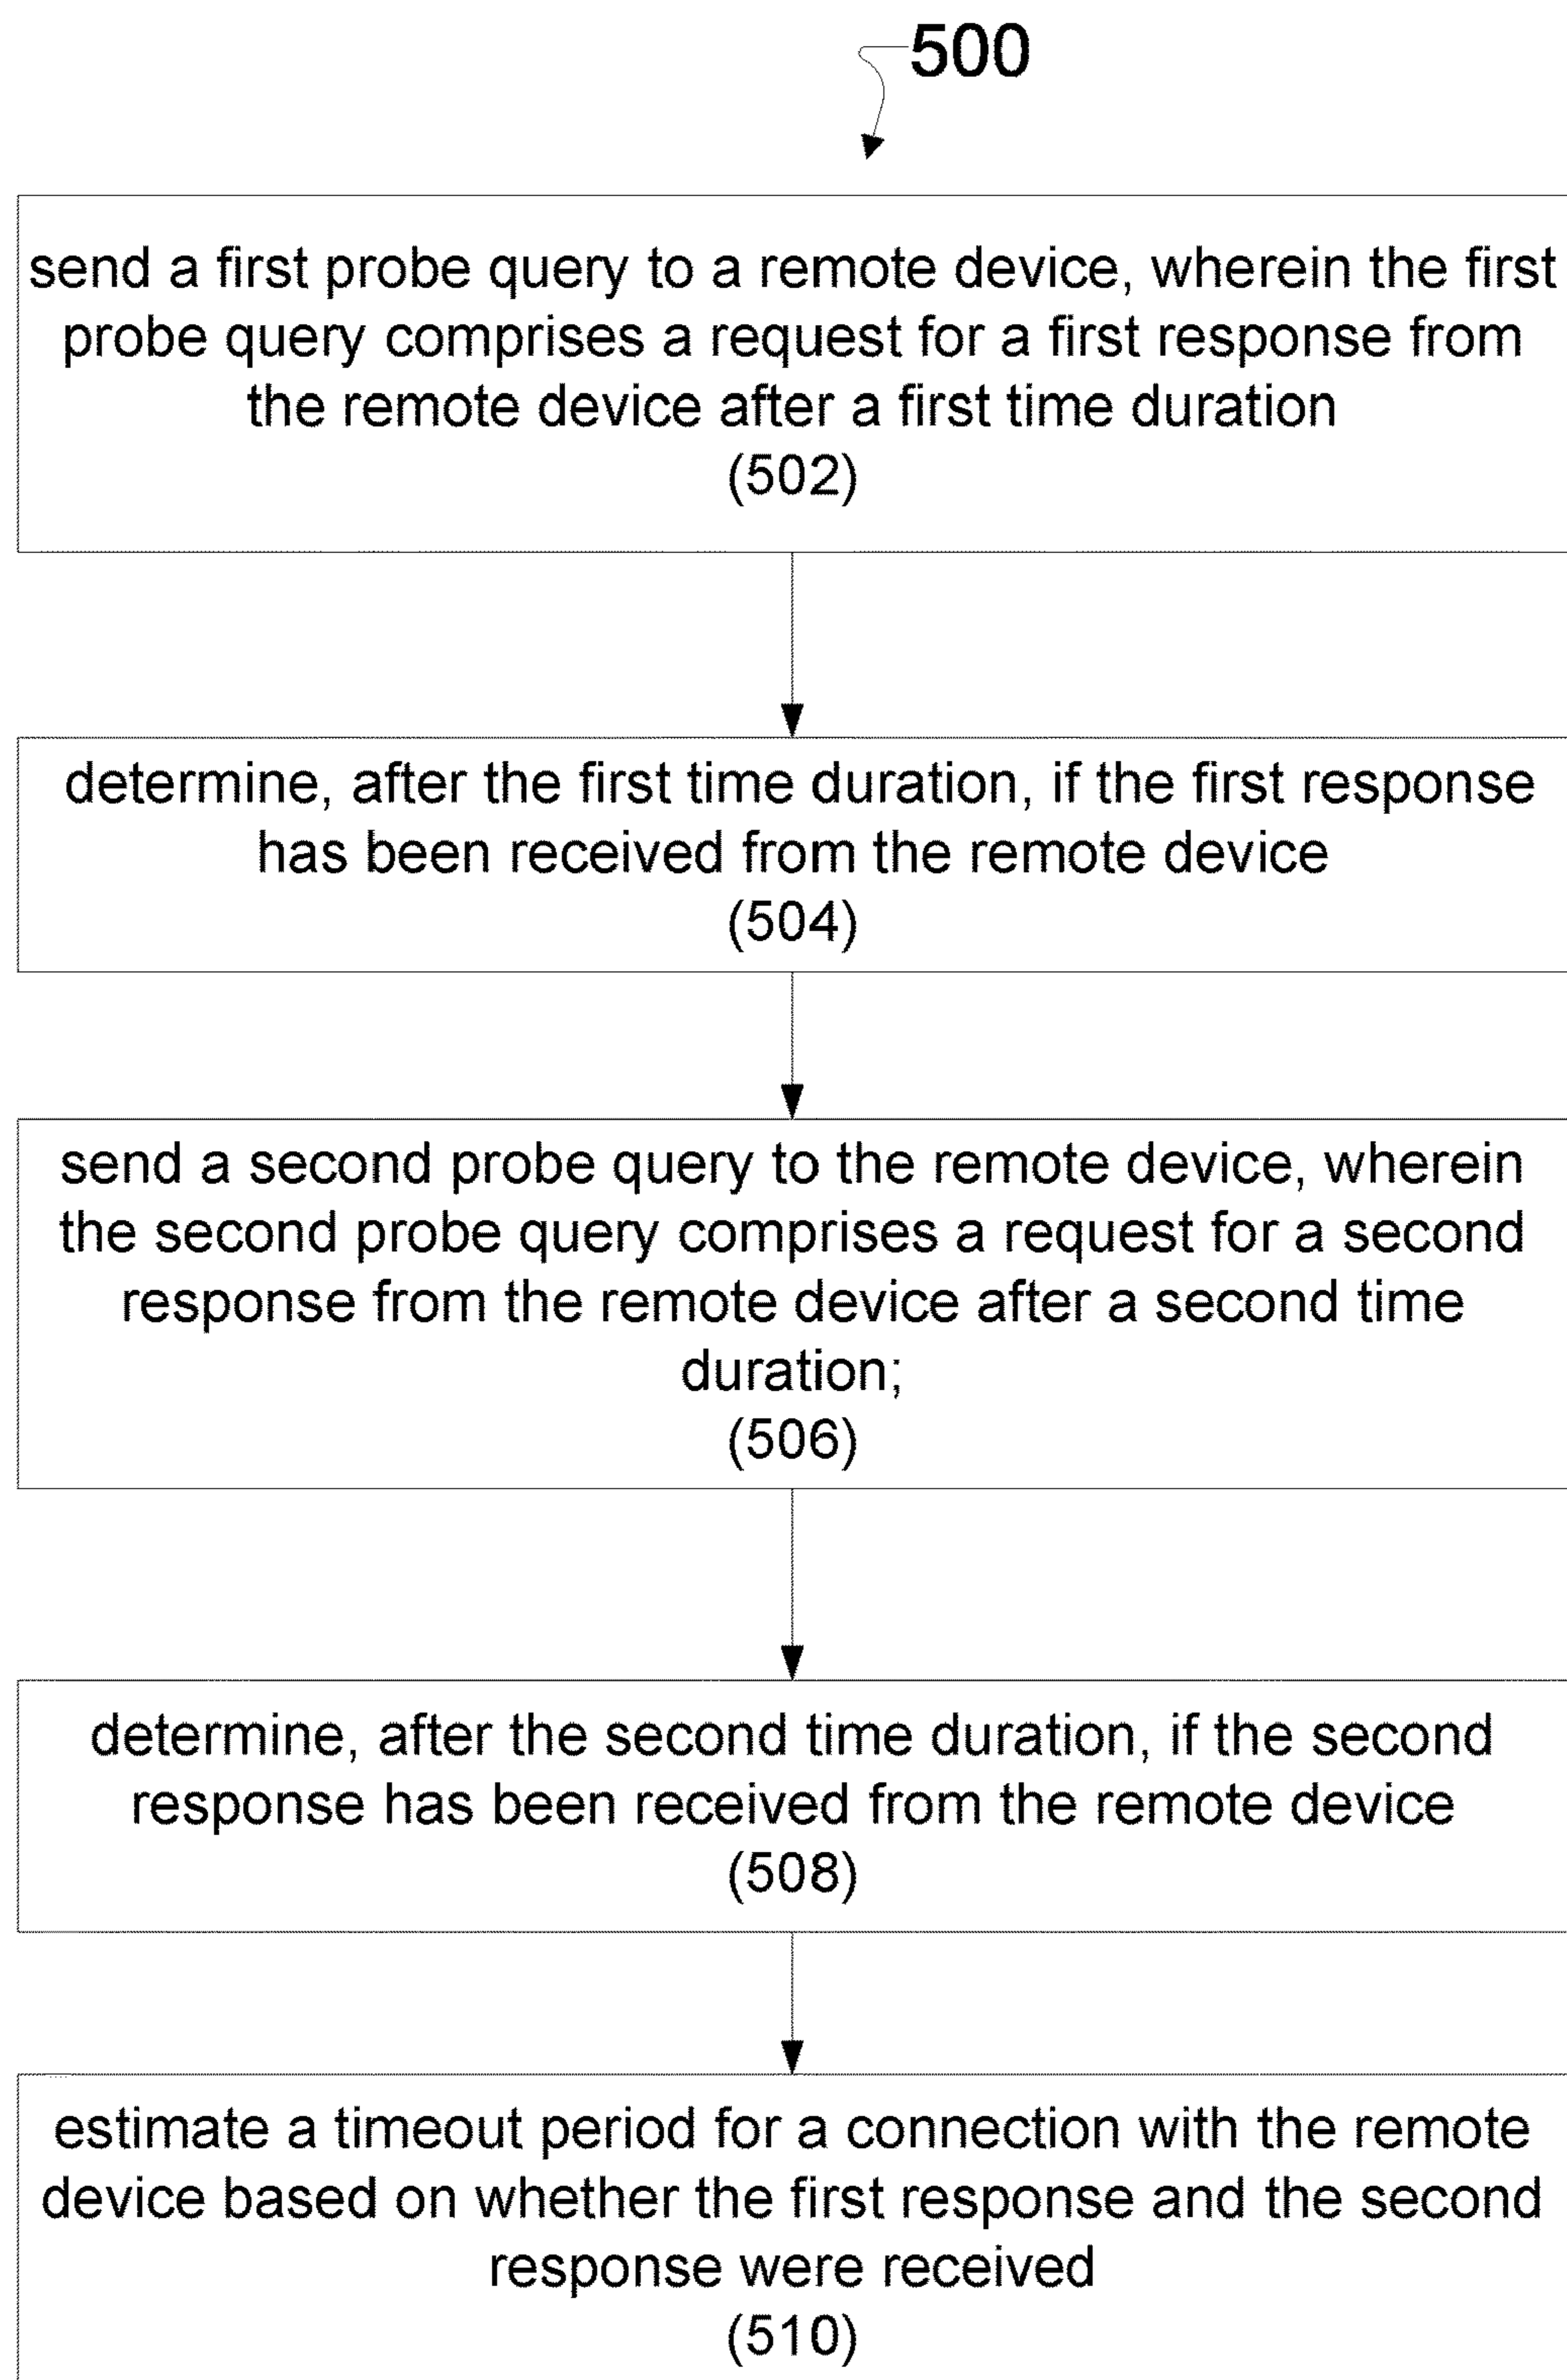 500
send a first probe query to a remote device, wherein the first
probe query comprises a request for a first response from
the remote device after a first time duration
(502)
determine, after the first time duration, if the first response
has been received from the remote device
(504)
send a second probe query to the remote device, wherein
the second probe query comprises a request for a second
response from the remote device after a second time
duration;
(506)
determine, after the second time duration, if the second
response has been received from the remote device
(508)
estimate a timeout period for a connection with the remote
device based on whether the first response and the second
response were received
(510)